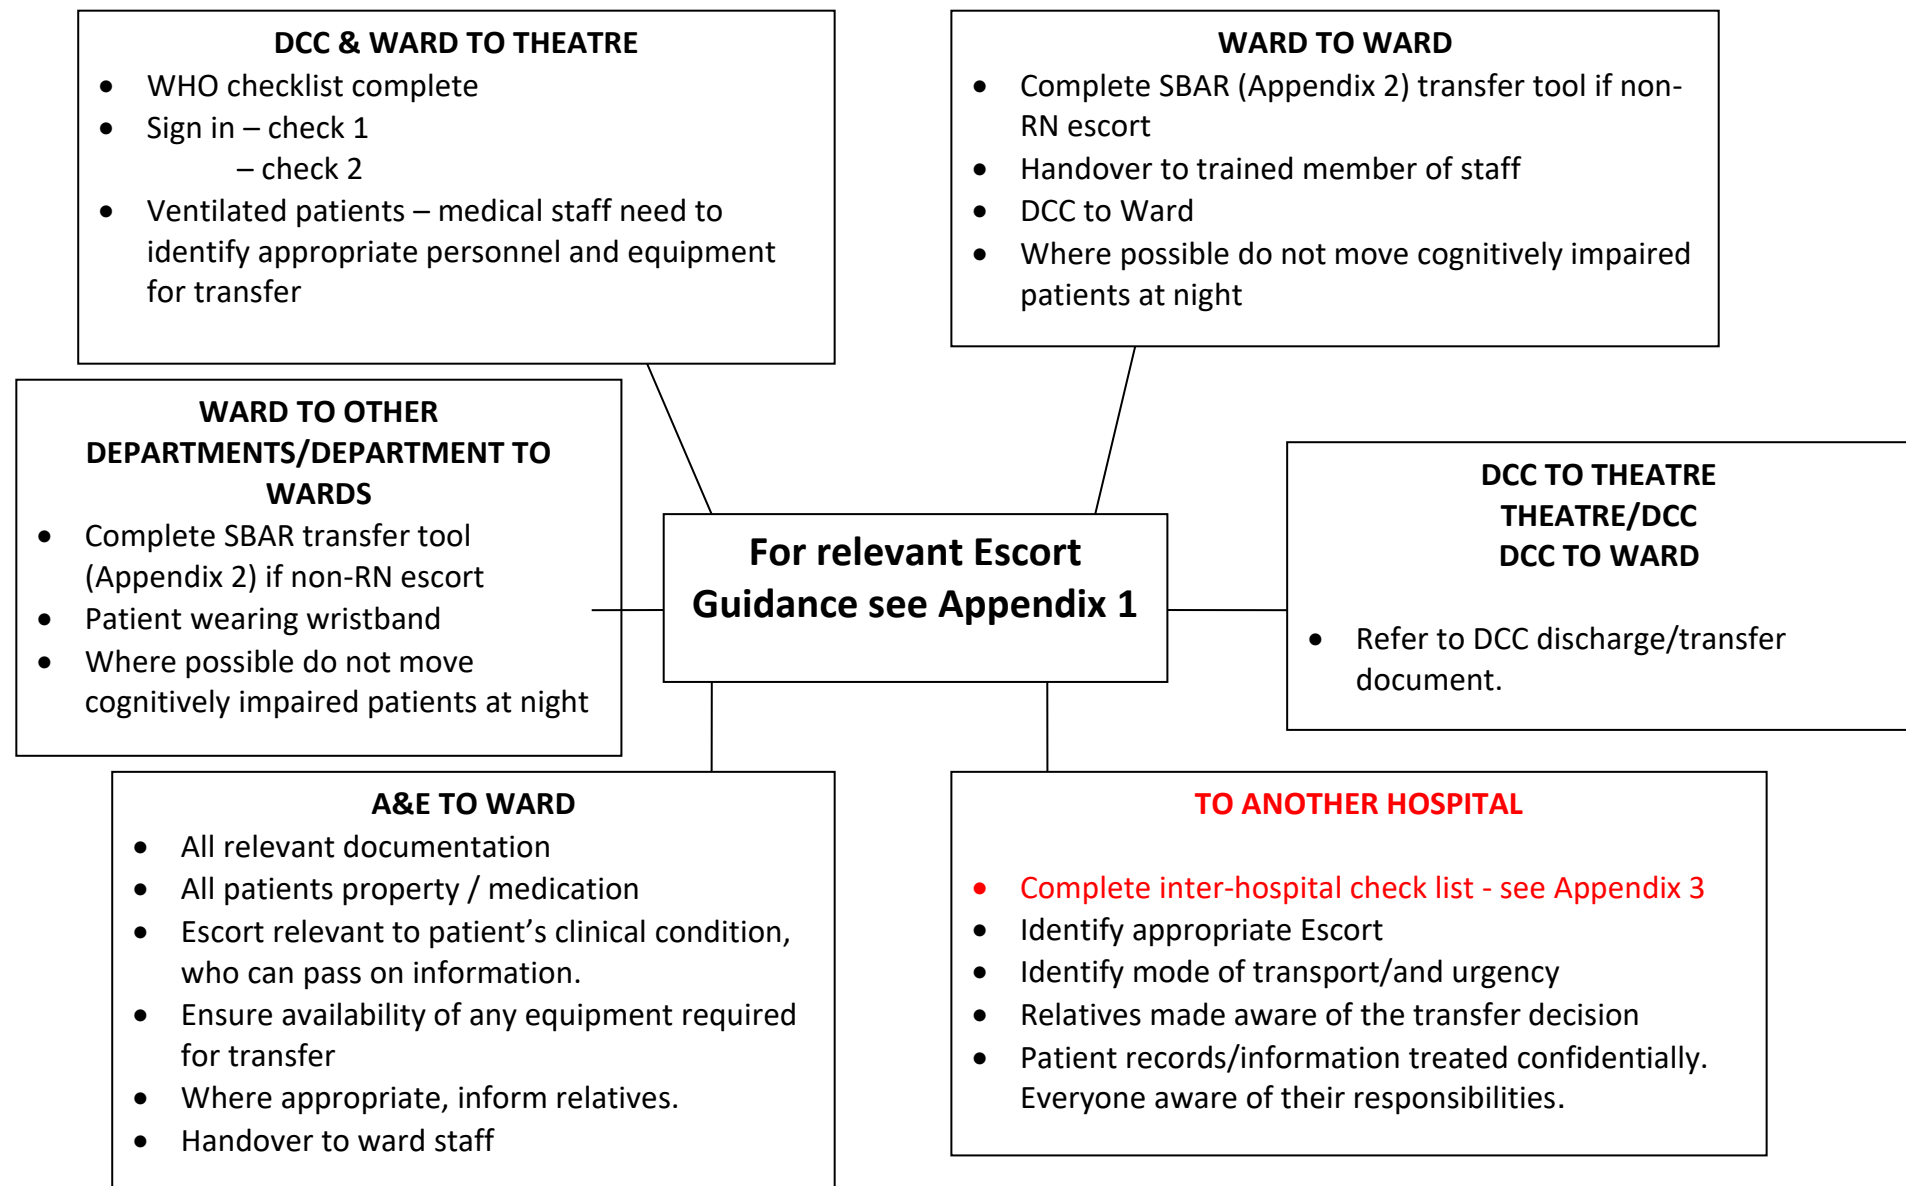 DCC & WARD TO THEATRE
• WHO checklist complete
• Sign in – check 1
– check 2
• Ventilated patients – medical staff need to
identify appropriate personnel and equipment
for transfer
WARD TO WARD
• Complete SBAR (Appendix 2) transfer tool if non-
RN escort
• Handover to trained member of staff
• DCC to Ward
• Where possible do not move cognitively impaired
patients at night
WARD TO OTHER
DEPARTMENTS/DEPARTMENT TO
WARDS
• Complete SBAR transfer tool
(Appendix 2) if non-RN escort
• Patient wearing wristband
• Where possible do not move
cognitively impaired patients at night
For relevant Escort
Guidance see Appendix 1
DCC TO THEATRE
THEATRE/DCC
DCC TO WARD
• Refer to DCC discharge/transfer
document.
A&E TO WARD
• All relevant documentation
• All patients property / medication
• Escort relevant to patient’s clinical condition,
who can pass on information.
• Ensure availability of any equipment required
for transfer
• Where appropriate, inform relatives.
• Handover to ward staff
TO ANOTHER HOSPITAL
• Complete inter-hospital check list - see Appendix 3
• Identify appropriate Escort
• Identify mode of transport/and urgency
• Relatives made aware of the transfer decision
• Patient records/information treated confidentially.
Everyone aware of their responsibilities.